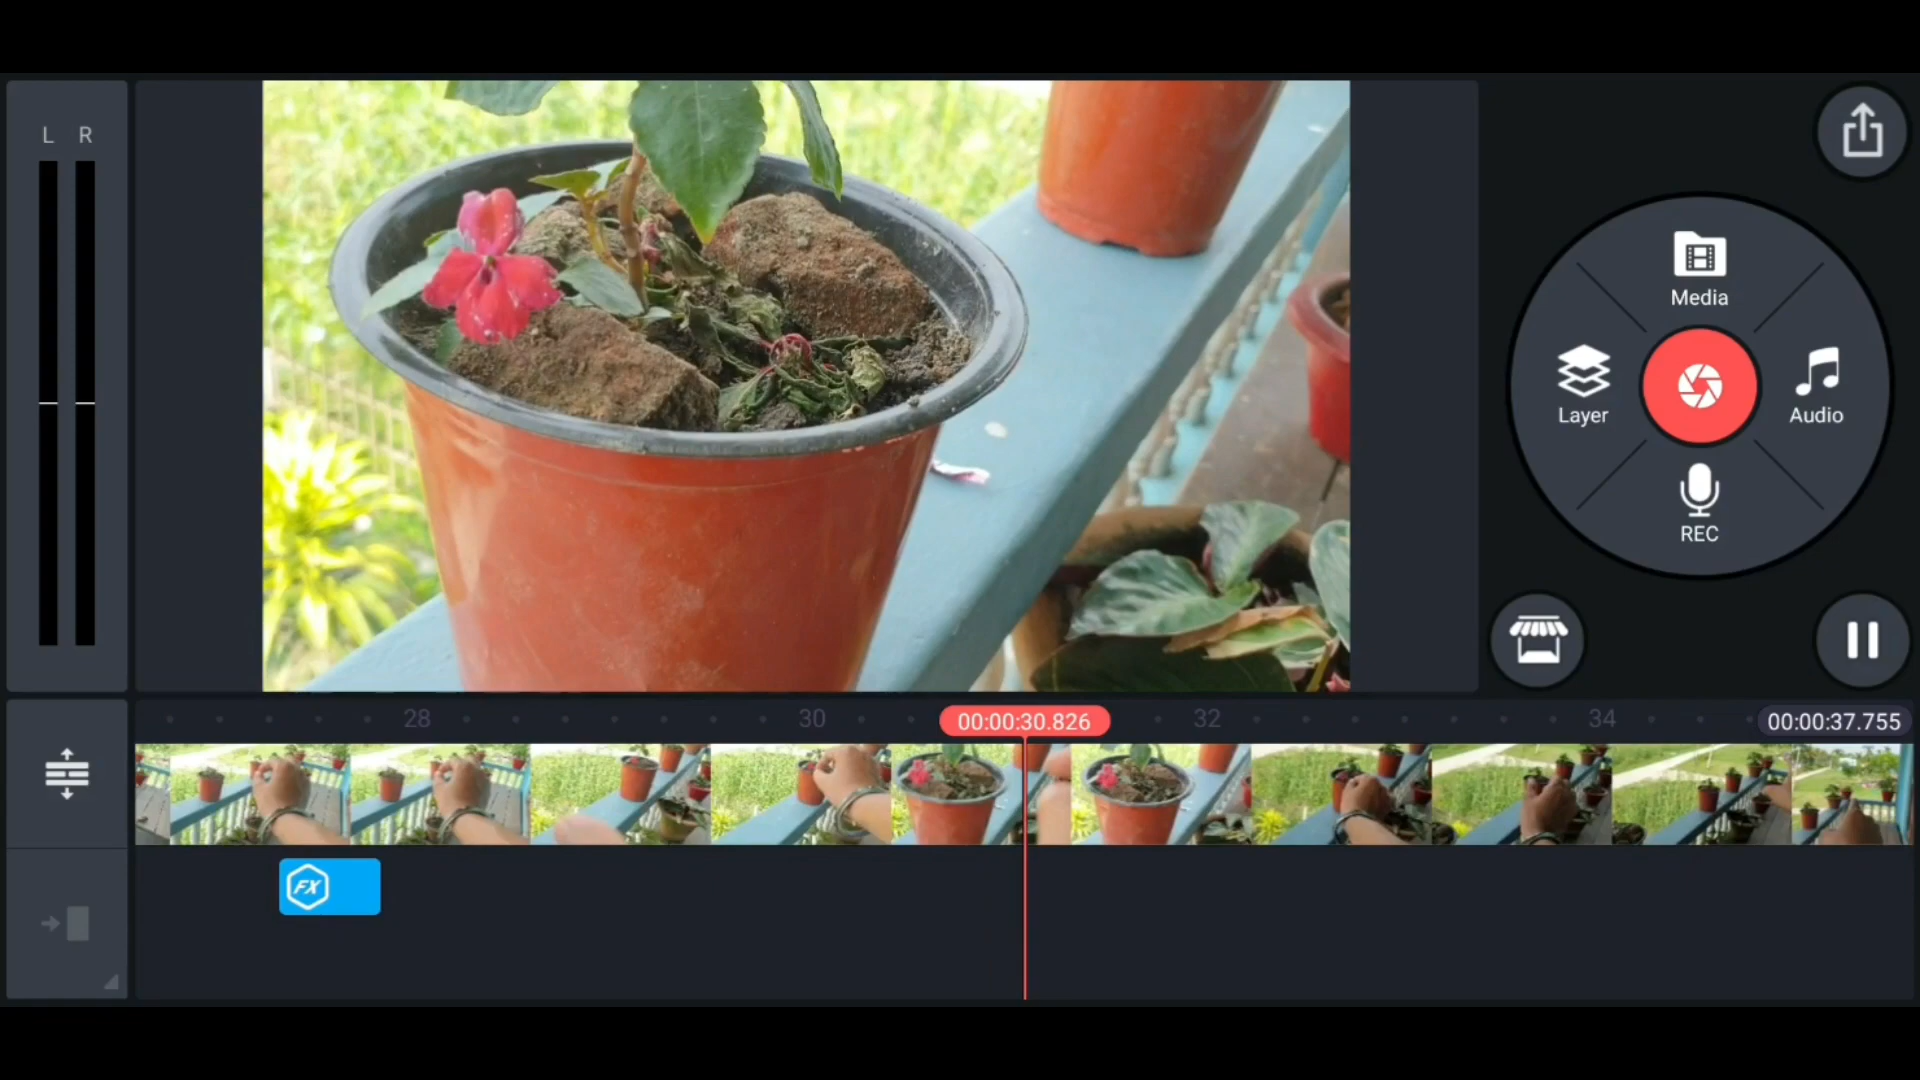 L R
Media
Layer
Audio
REC
28
30
00:00:30.826
32
34
00:00:37.755
FX